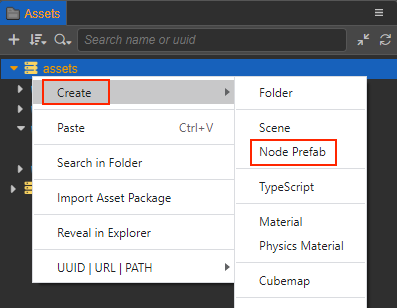 Assets
Search name or uuid
assets
Create
Paste Ctrl+V
Search in Folder
Import Asset Package
Reveal in Explorer
UUID | URL | PATH
Folder
Scene
Node Prefab
TypeScript
Material
Physics Material
Cubemap